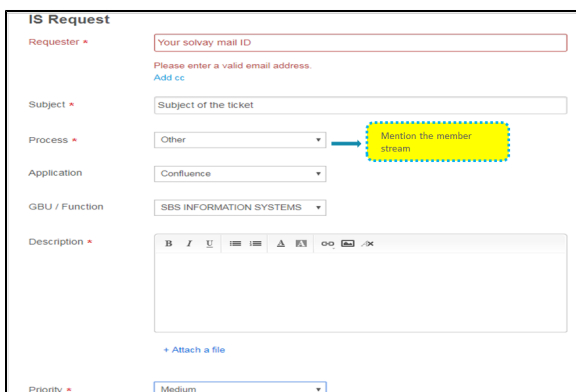 IS Request
Requester *
Your solvay mail ID
Please enter a valid email address.
Add cc
Subject *
Subject of the ticket
Process *
Other
Mention the member
stream
Application
Confluence
GBU / Function
SBS INFORMATION SYSTEMS
Description *
B I U A A
+ Attach a file
Priority *
Medium